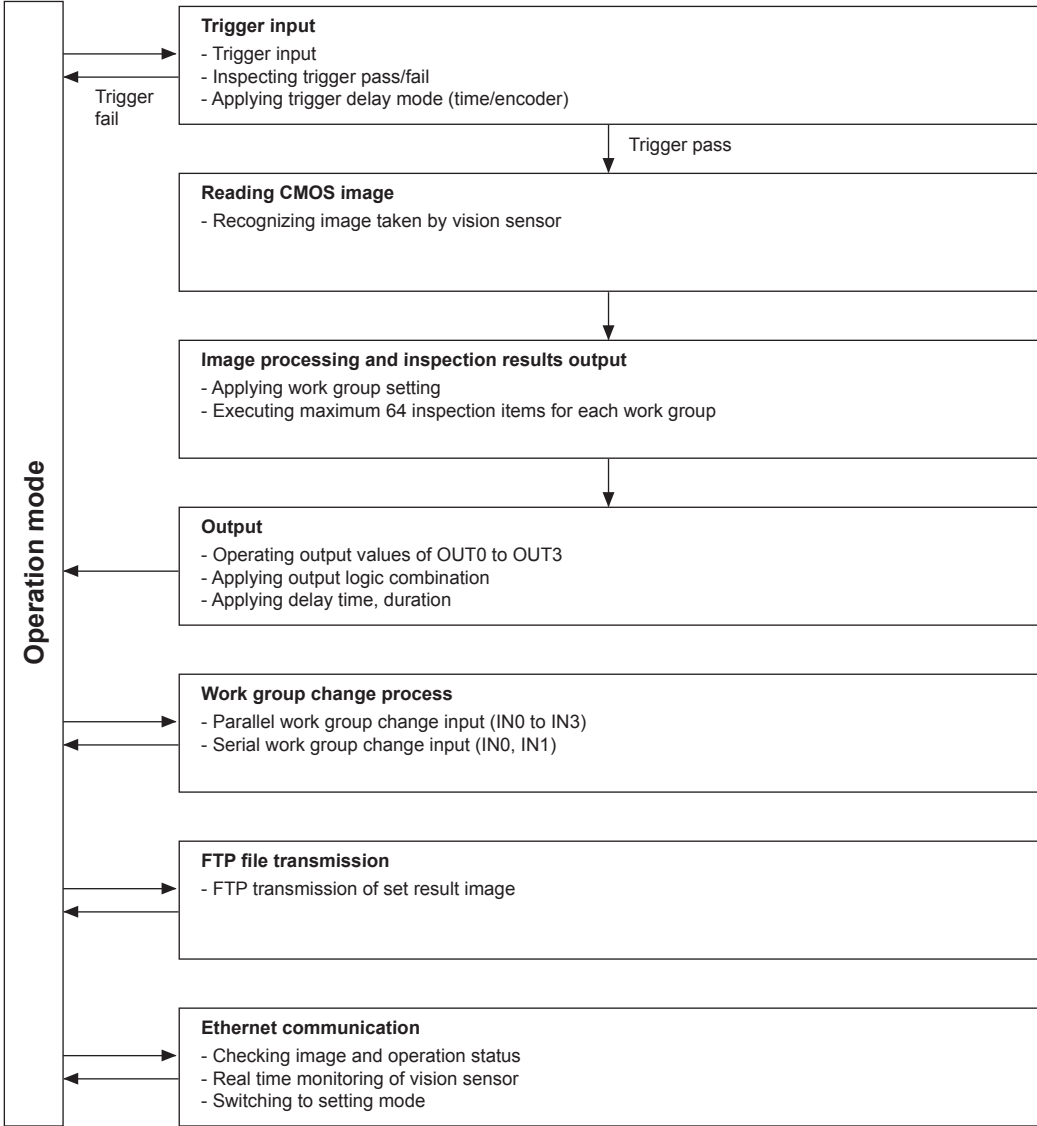 Operation mode
Trigger input
- Trigger input
- Inspecting trigger pass/fail
- Applying trigger delay mode (time/encoder)
Trigger
fail
Trigger pass
Reading CMOS image
- Recognizing image taken by vision sensor
Image processing and inspection results output
- Applying work group setting
- Executing maximum 64 inspection items for each work group
Output
- Operating output values of OUT0 to OUT3
- Applying output logic combination
- Applying delay time, duration
Work group change process
- Parallel work group change input (IN0 to IN3)
- Serial work group change input (IN0, IN1)
FTP file transmission
- FTP transmission of set result image
Ethernet communication
- Checking image and operation status
- Real time monitoring of vision sensor
- Switching to setting mode